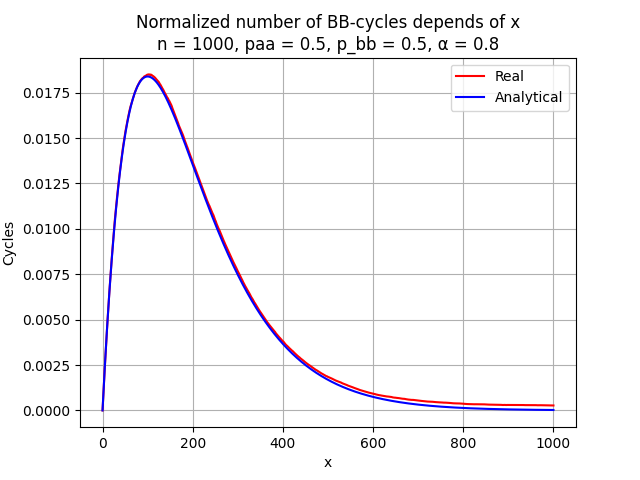 Normalized number of BB-cycles depends of x
n = 1000, paa = 0.5, p_bb = 0.5, α = 0.8
Real
Analytical
Cycles
0.0175
0.0150
0.0125
0.0100
0.0075
0.0050
0.0025
0.0000
0 200 400 600 800 1000
x